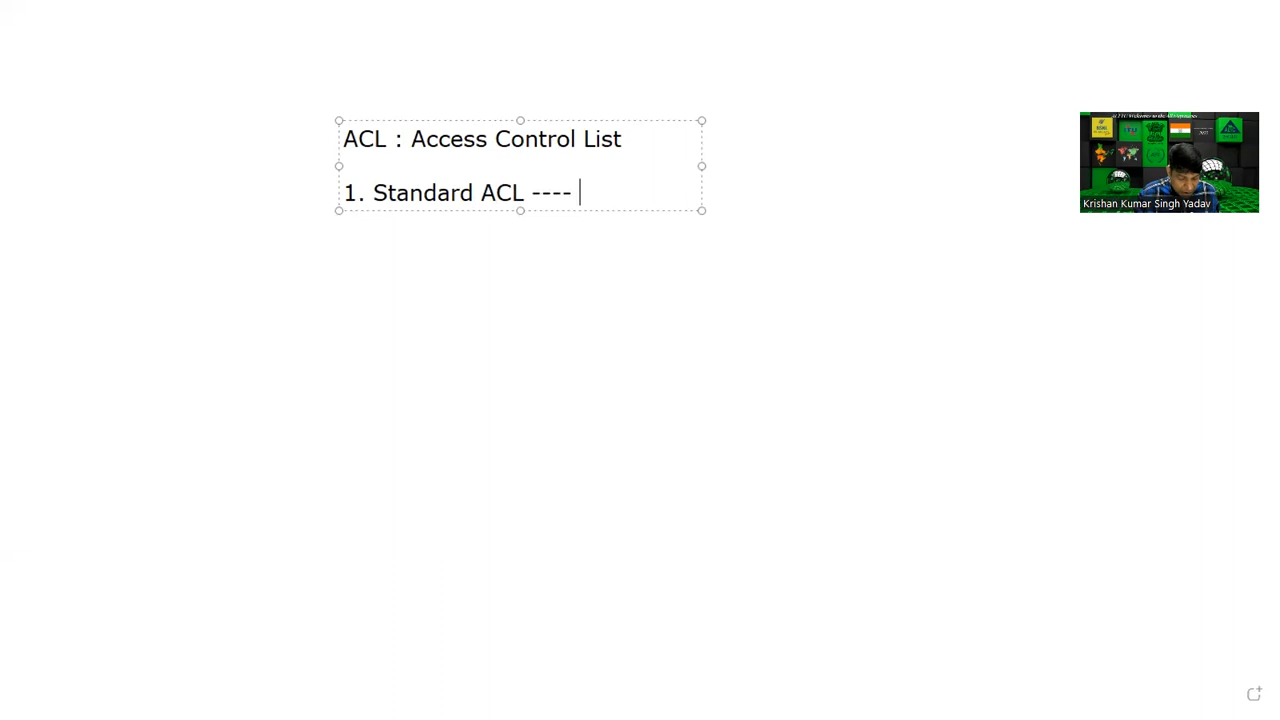 ACL : Access Control List
1. Standard ACL ----
Krishan Kumar Singh Yadav